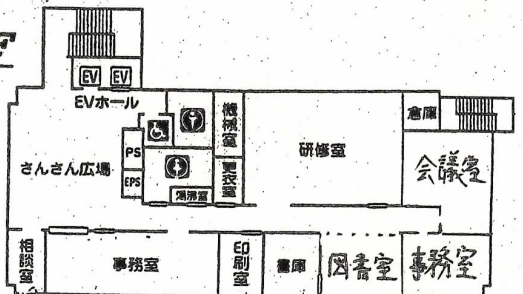 F
EV EV
EVホール
機械室
倉庫
PS
研修室
さんさん広場
会議室
EPS
更衣室
湯沸室
相談室
事務室
印刷室
書庫
図書室
事務室